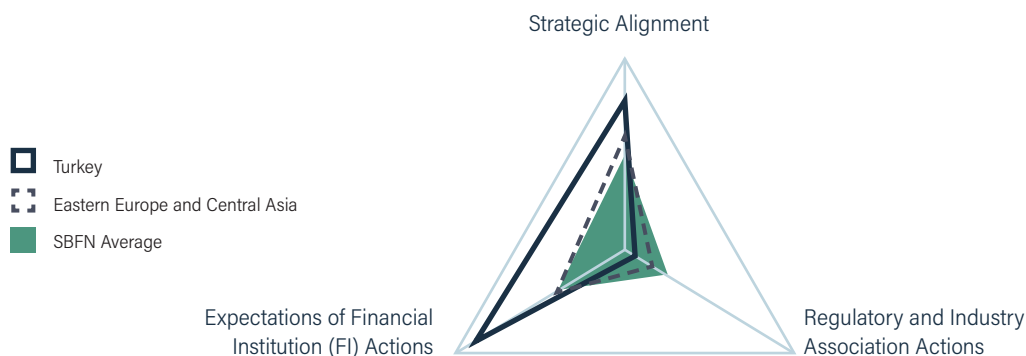 Strategic Alignment
Turkey
Eastern Europe and Central Asia
SBFN Average
Expectations of Financial
Institution (FI) Actions
Regulatory and Industry
Association Actions